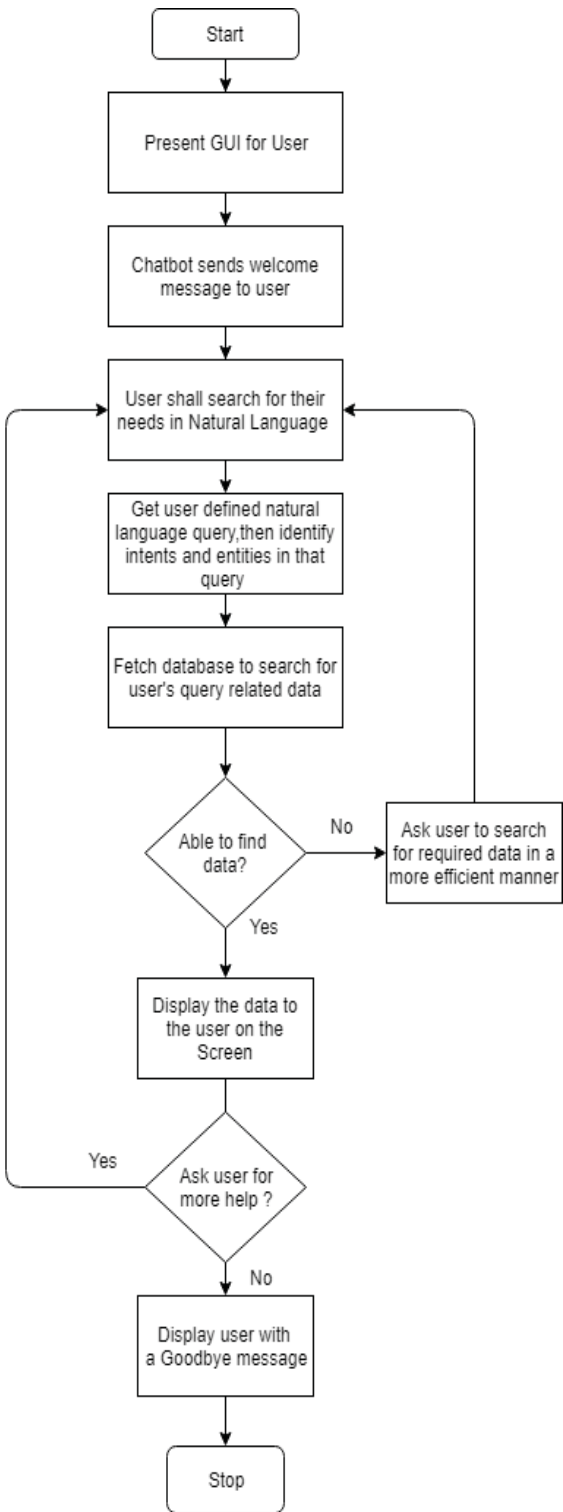 Start
Present GUI for User
Chatbot sends welcome
message to user
User shall search for their
needs in Natural Language
Get user defined natural
language query,then identify
intents and entities in that
query
Fetch database to search for
user's query related data
Able to find
data?
No
Ask user to search
for required data in a
more efficient manner
Yes
Display the data to
the user on the
Screen
Yes
Ask user for
more help ?
No
Display user with
a Goodbye message
Stop